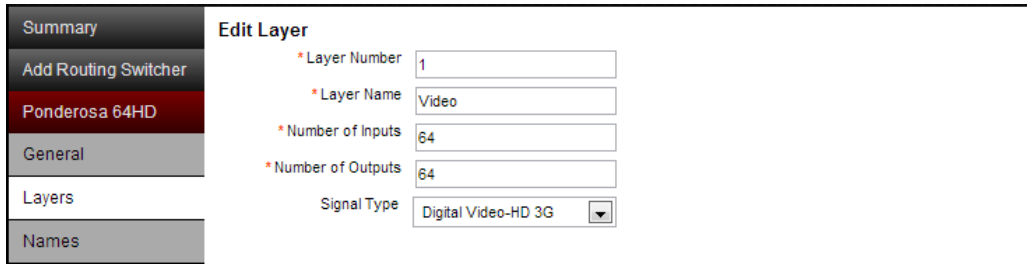 Summary
Add Routing Switcher
Ponderosa 64HD
General
Layers
Names
Edit Layer
*Layer Number 1
*Layer Name Video
*Number of Inputs 64
*Number of Outputs 64
Signal Type Digital Video-HD 3G